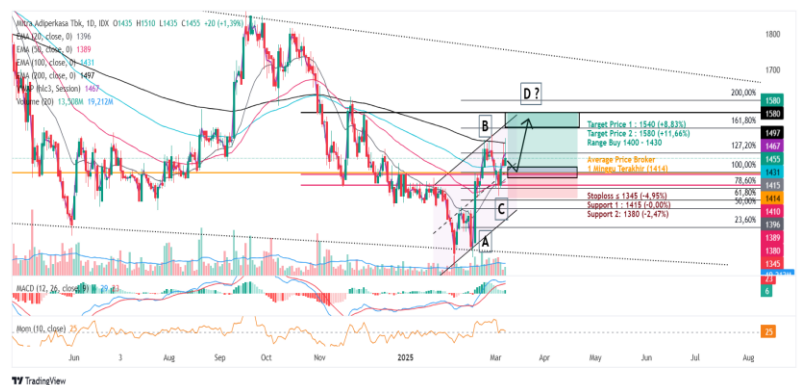 Mitra Adiperkasa Tbk, 1D, IDX O1435 H1510 L1435 C1455 +20 (+1,39%)
EMA (20, close, 0) 1396
EMA (50, close, 0) 1389
EMA (100, close, 0) 1431
EMA (200, close, 0) 1497
VWAP (hlc3, Session) 1467
Volume (20) 19,212M
1800
1700
200,00%
1580
D ?
161,80%
1580
Target Price 1 : 1540 (+8,83%)
Target Price 2 : 1580 (+11,66%)
Range Buy 1400 - 1430
B
1497
127,20%
1467
Average Price Broker
1 Minggu Terakhir (1414)
1455
100,00%
1431
78,60%
1415
61,80%
Stoploss ≤ 1345 (-4,95%)
1414
50,00%
Support 1 : 1415 (-0,00%)
Support 2: 1380 (-2,47%)
1410
C
23,60%
1396
A
1389
1380
1345
MACD (12, 26, close, 9) 6 29 23
23
6
Mom (10, close) 25
25
Jun 3 Aug Sep Oct Nov 2025 Mar Apr May Jun Jul Aug
TradingView